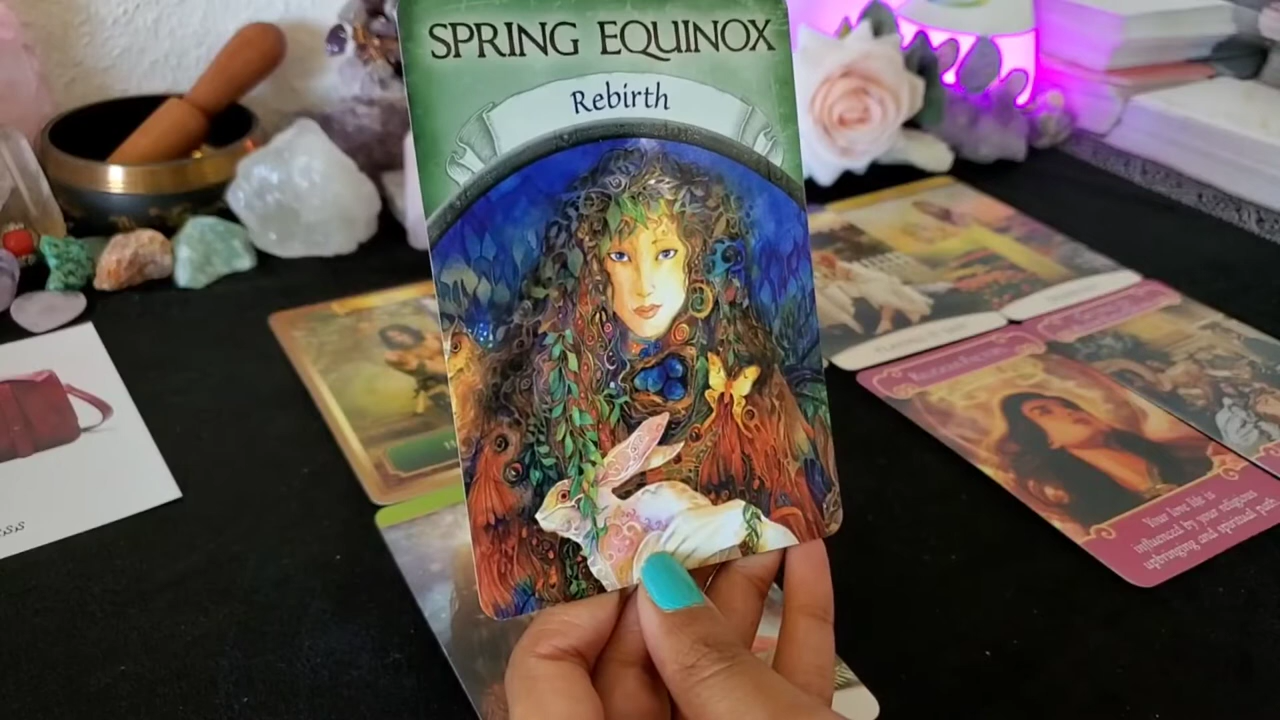 SPRING EQUINOX
Rebirth
Your love life is
influenced by your religious
upbringing and spiritual path